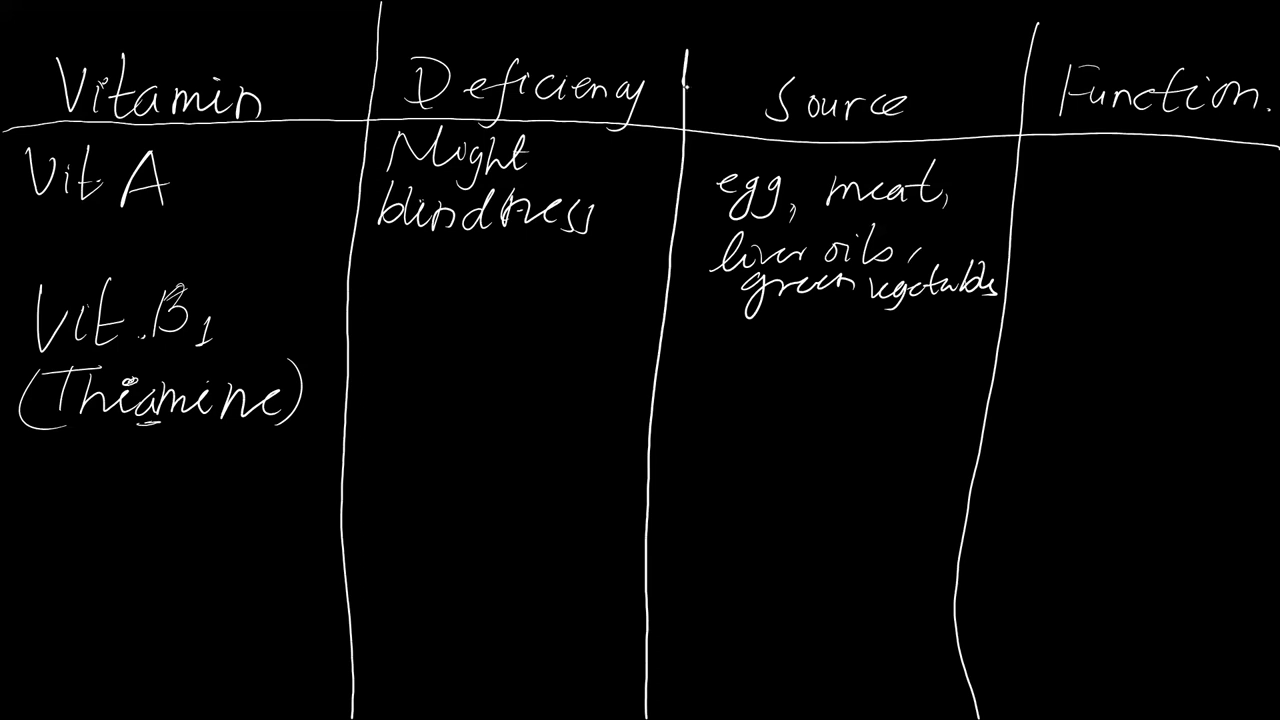 Vitamin Deficiency Source Function.
Vit. A Night blindness egg, meat, liver oils, green vegetables
Vit. B1
(Thiamine)